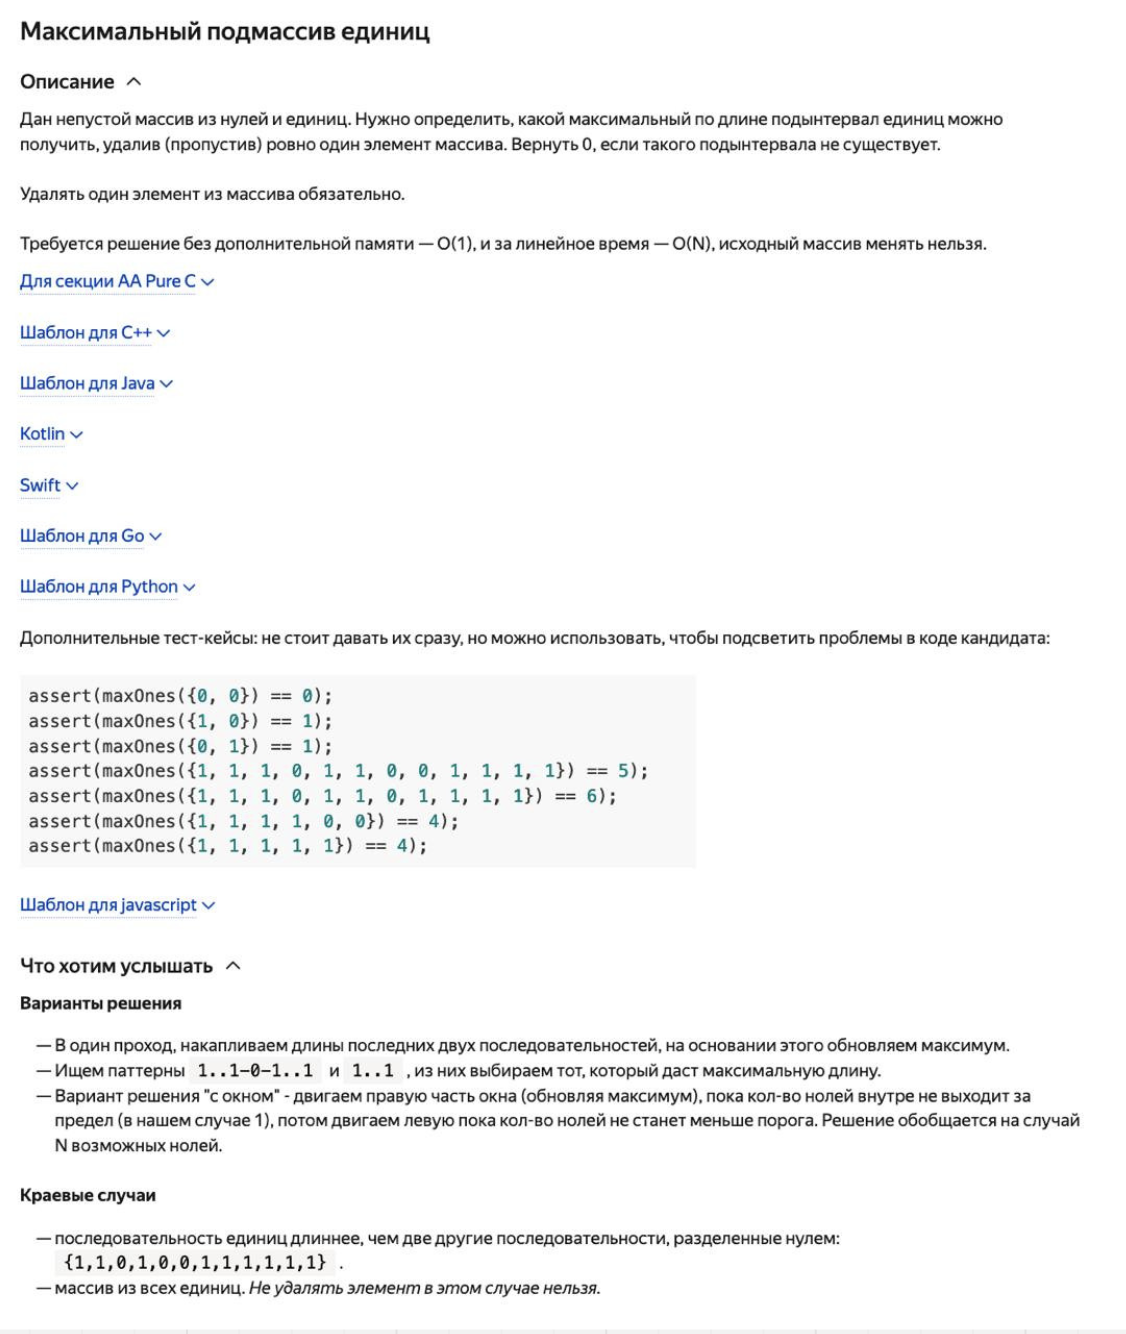 Максимальный подмассив единиц
Описание
Дан непустой массив из нулей и единиц. Нужно определить, какой максимальный по длине подынтервал единиц можно
получить, удалив (пропустив) ровно один элемент массива. Вернуть 0, если такого подынтервала не существует.
Удалять один элемент из массива обязательно.
Требуется решение без дополнительной памяти — O(1), и за линейное время — O(N), исходный массив менять нельзя.
Для секции AA Pure C
Шаблон для C++
Шаблон для Java
Kotlin
Swift
Шаблон для Go
Шаблон для Python
Дополнительные тест-кейсы: не стоит давать их сразу, но можно использовать, чтобы подсветить проблемы в коде кандидата:
assert(maxOnes({0, 0}) == 0);
assert(maxOnes({1, 0}) == 1);
assert(maxOnes({0, 1}) == 1);
assert(maxOnes({1, 1, 1, 0, 1, 1, 0, 0, 1, 1, 1, 1}) == 5);
assert(maxOnes({1, 1, 1, 0, 1, 1, 0, 1, 1, 1, 1}) == 6);
assert(maxOnes({1, 1, 1, 1, 0, 0}) == 4);
assert(maxOnes({1, 1, 1, 1, 1}) == 4);
Шаблон для javascript
Что хотим услышать
Варианты решения
— В один проход, накапливаем длины последних двух последовательностей, на основании этого обновляем максимум.
— Ищем паттерны 1..1-0-1..1 и 1..1 , из них выбираем тот, который даст максимальную длину.
— Вариант решения "с окном" - двигаем правую часть окна (обновляя максимум), пока кол-во нолей внутре не выходит за
предел (в нашем случае 1), потом двигаем левую пока кол-во нолей не станет меньше порога. Решение обобщается на случай
N возможных нолей.
Краевые случаи
— последовательность единиц длиннее, чем две другие последовательности, разделенные нулем:
{1,1,0,1,0,0,1,1,1,1,1,1} .
— массив из всех единиц. Не удалять элемент в этом случае нельзя.